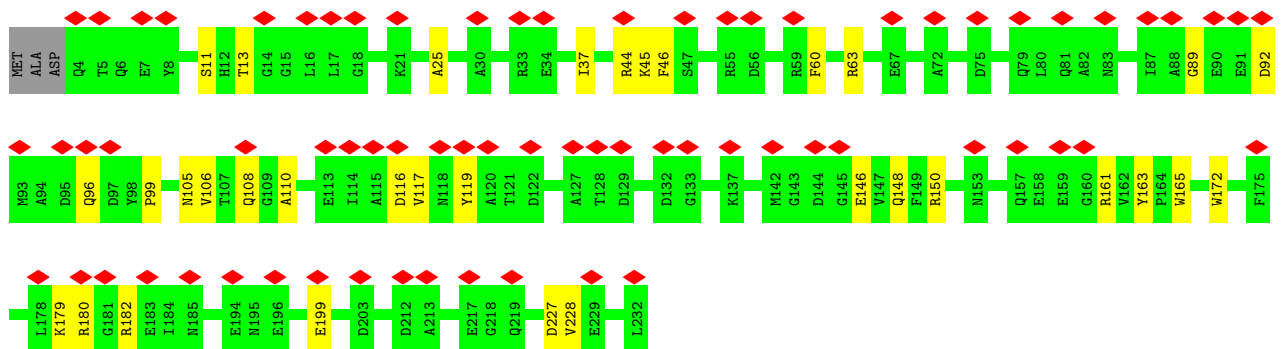 MET ALA ASP Q4 T5 Q6 E7 Y8 S11 H12 T13 G14 G15 L16 L17 G18 K21 A25 A30 R33 E34 I37 R44 K45 F46 S47 R55 D56 R59 F60 R63 E67 A72 D75 Q79 L80 Q81 A82 N83 I87 A88 G89 E90 E91 D92
M93 A94 D95 Q96 D97 Y98 P99 N105 V106 T107 Q108 G109 A110 E113 I114 A115 D116 V117 N118 Y119 A120 T121 D122 A127 T128 D129 D132 G133 K137 M142 G143 D144 G145 E146 V147 Q148 F149 R150 N153 Q157 E158 E159 G160 R161 V162 Y163 P164 W165 W172 F175
L178 K179 R180 G181 R182 E183 I184 N185 E194 N195 E196 E199 D203 D212 A213 E217 G218 Q219 D227 V228 E229 L232